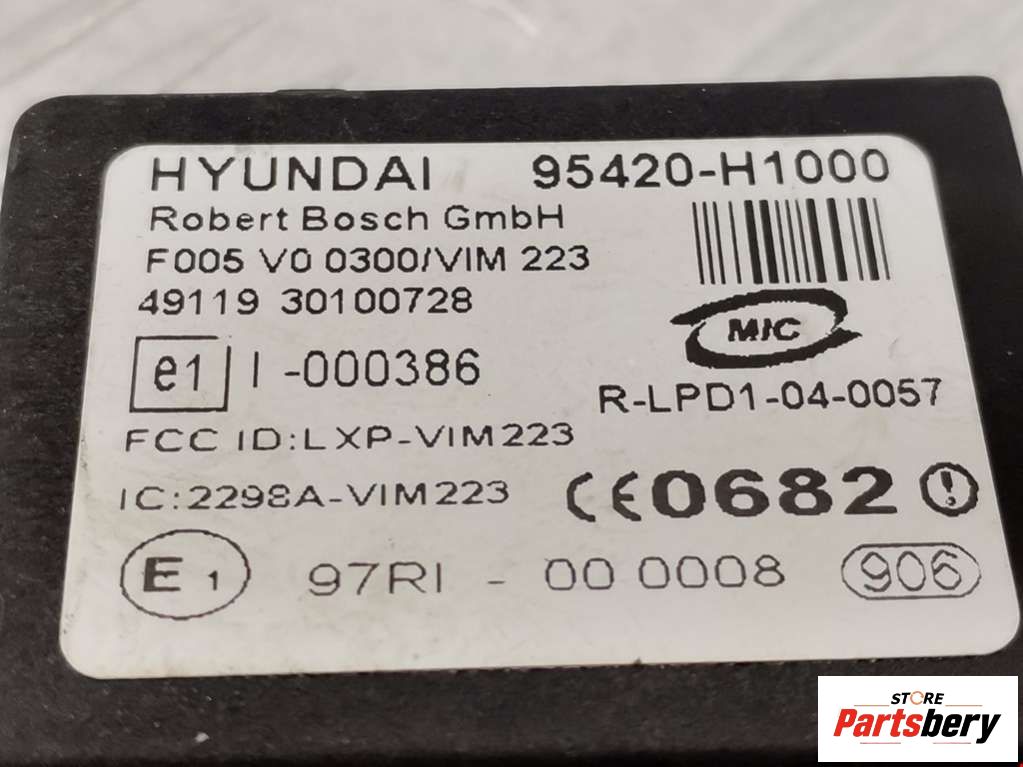 HYUNDAI 95420-H1000
Robert Bosch GmbH
F005 V0 0300/VIM 223
49119 30100728
MIC
e1 I-000386
R-LPD1-04-0057
FCC ID:LXP-VIM223
IC:2298A-VIM223
CE0682 !
E1 97RI - 00 0008 906
STORE
Partsbery